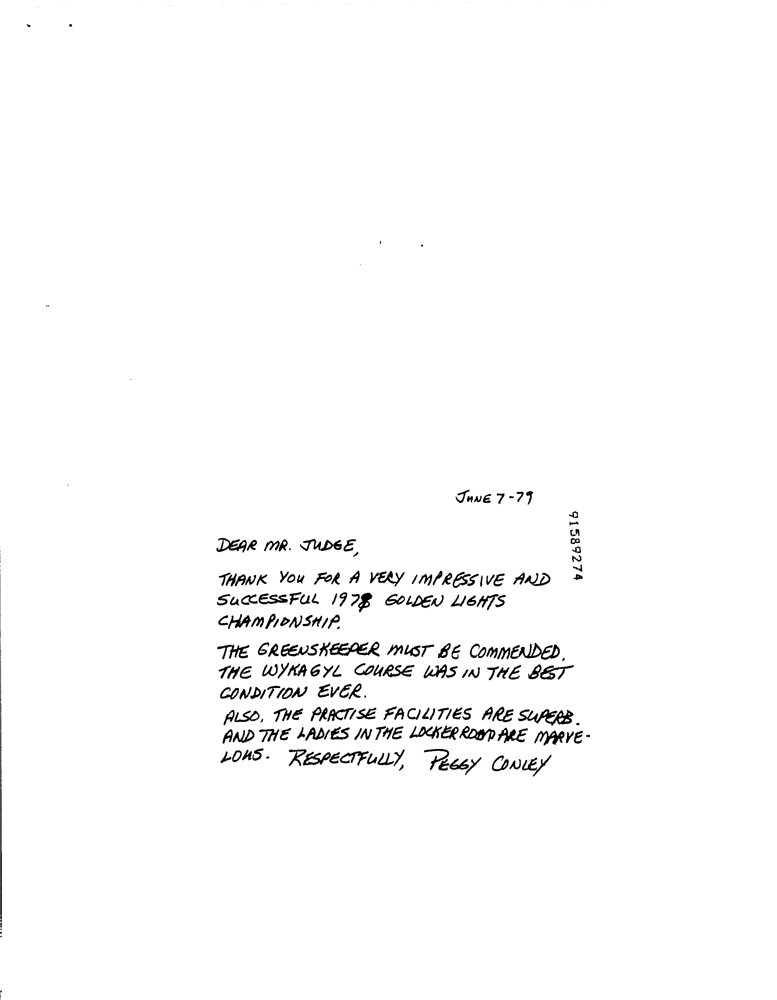 JUNE 7-79
91589274
DEAR MR. JUDGE,
THANK YOU FOR A VERY IMPRESSIVE AND
SUCCESSFUL 1978 GOLDEN LIGHTS
CHAMPIONSHIP.
THE GREENSKEEPER MUST BE COMMENDED.
THE WYKAGYL COURSE WAS IN THE BEST
CONDITION EVER.
ALSO, THE PRACTISE FACILITIES ARE SUPERB.
AND THE LADIES IN THE LOCKER ROOM ARE MARVE-
LOUS. RESPECTFULLY, PEGGY CONLEY